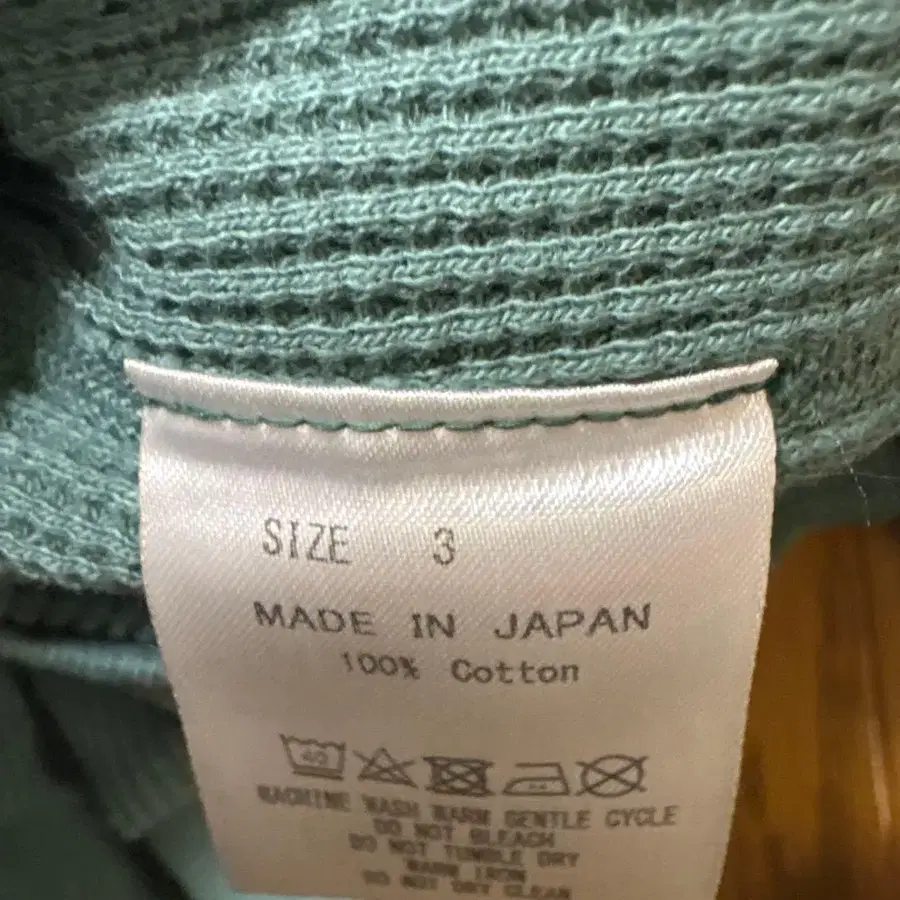 SIZE 3
MADE IN JAPAN
100% Cotton
40
MACHINE WASH WARM GENTLE CYCLE
DO NOT BLEACH
DO NOT TUMBLE DRY
WARM IRON
DO NOT DRY CLEAN